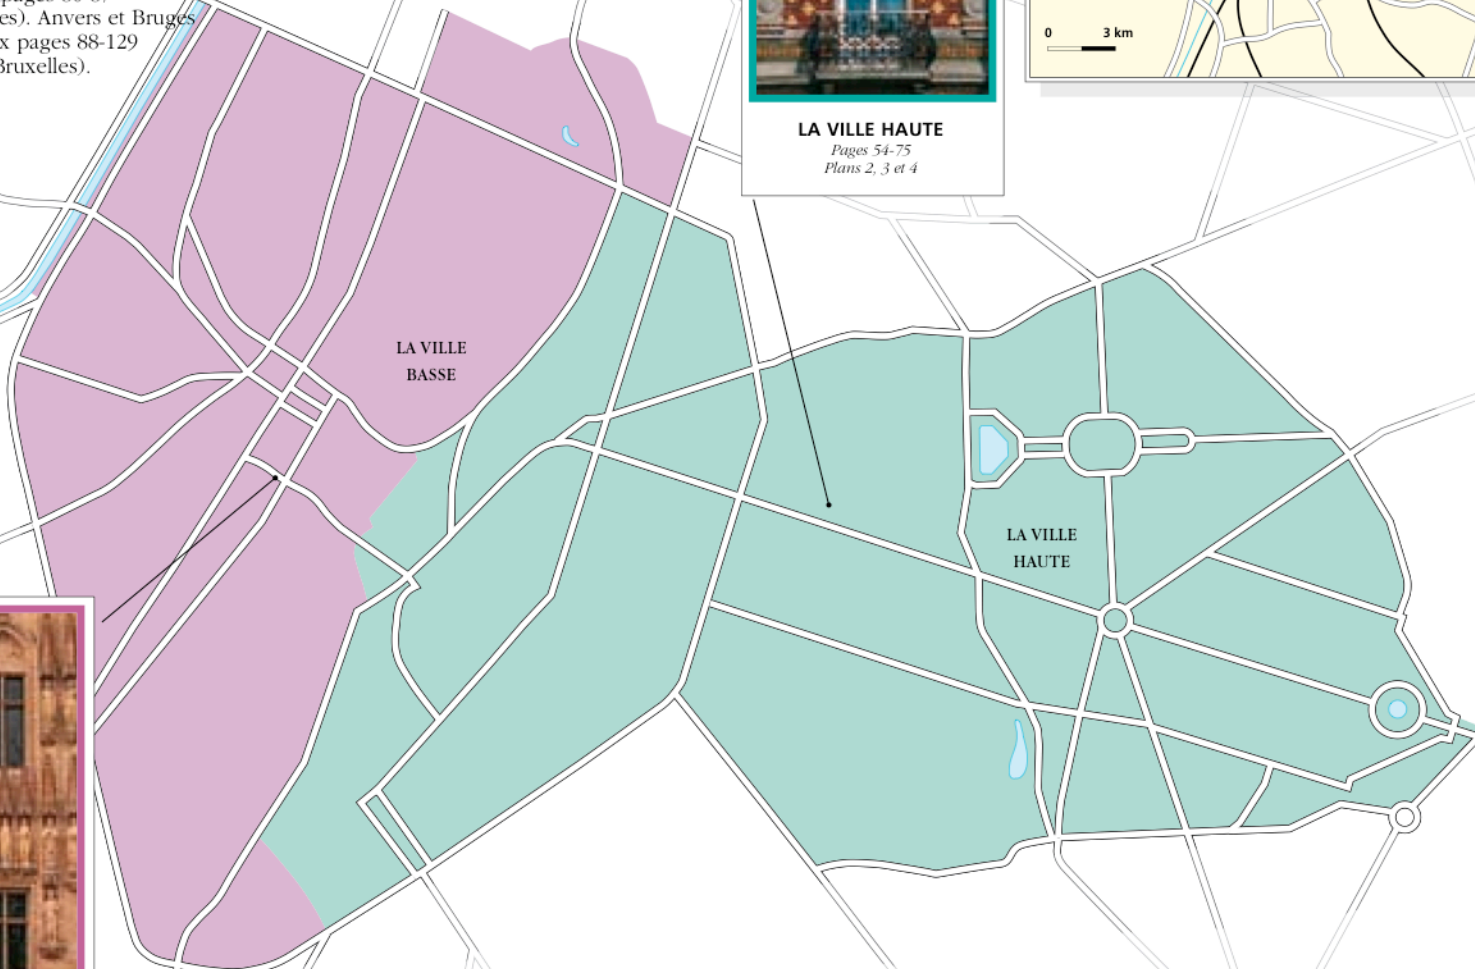 es). Anvers et Bruges
x pages 88-129
Bruxelles).
0 3 km
LA VILLE HAUTE
Pages 54-75
Plans 2, 3 et 4
LA VILLE
BASSE
LA VILLE
HAUTE